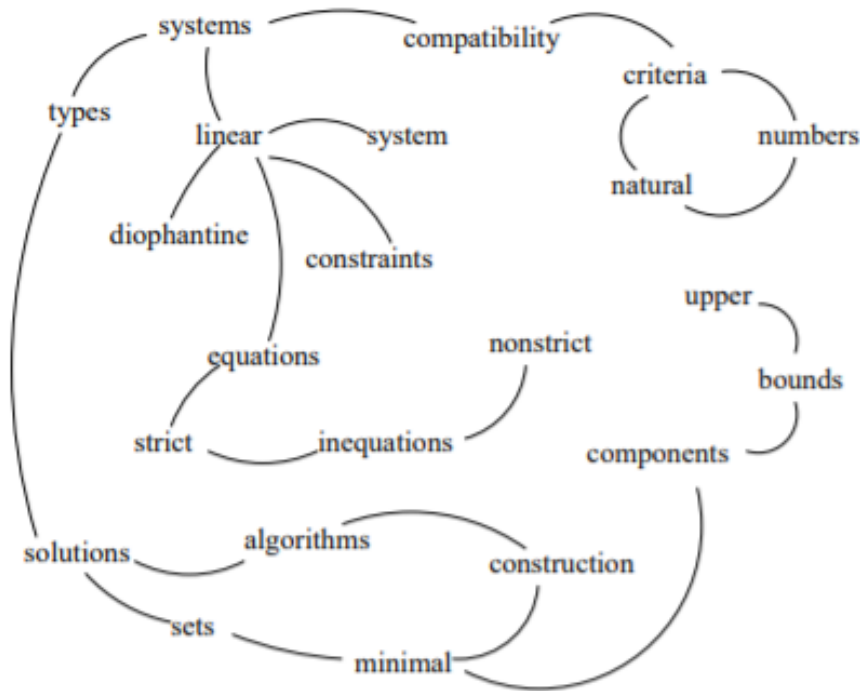 systems
compatibility
criteria
types
linear
system
numbers
natural
diophantine
constraints
upper
equations
nonstrict
bounds
strict
inequations
components
solutions
algorithms
construction
sets
minimal